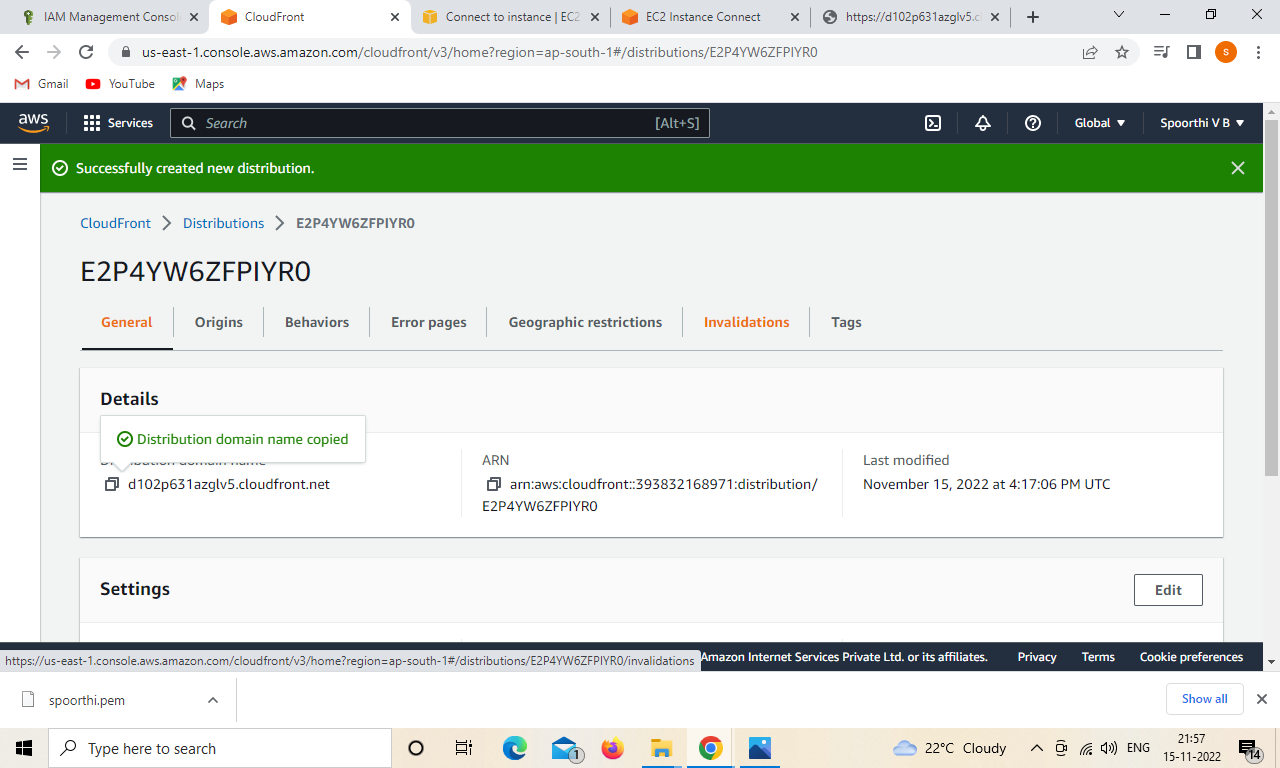 IAM Management Consol
CloudFront
Connect to instance | EC2
EC2 Instance Connect
https://d102p631azglv5.cl
us-east-1.console.aws.amazon.com/cloudfront/v3/home?region=ap-south-1#/distributions/E2P4YW6ZFPIYR0
s
Gmail
YouTube
Maps
aws
Services
Search
[Alt+S]
Global
Spoorthi V B
Successfully created new distribution.
CloudFront
Distributions
E2P4YW6ZFPIYR0
E2P4YW6ZFPIYR0
General
Origins
Behaviors
Error pages
Geographic restrictions
Invalidations
Tags
Details
Distribution domain name copied
Distribution domain name
d102p631azglv5.cloudfront.net
ARN
arn:aws:cloudfront::393832168971:distribution/
E2P4YW6ZFPIYR0
Last modified
November 15, 2022 at 4:17:06 PM UTC
Settings
Edit
https://us-east-1.console.aws.amazon.com/cloudfront/v3/home?region=ap-south-1#/distributions/E2P4YW6ZFPIYR0/invalidations
Amazon Internet Services Private Ltd. or its affiliates.
Privacy
Terms
Cookie preferences
spoorthi.pem
Show all
Type here to search
1
22°C Cloudy
ENG
21:57
15-11-2022
14